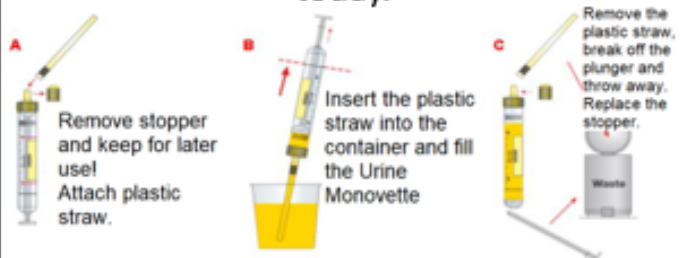 A
Remove stopper
and keep for later
use!
Attach plastic
straw.
B
Insert the plastic
straw into the
container and fill
the Urine
Monovette
C
Remove the
plastic straw,
break off the
plunger and
throw away.
Replace the
stopper.
Waste